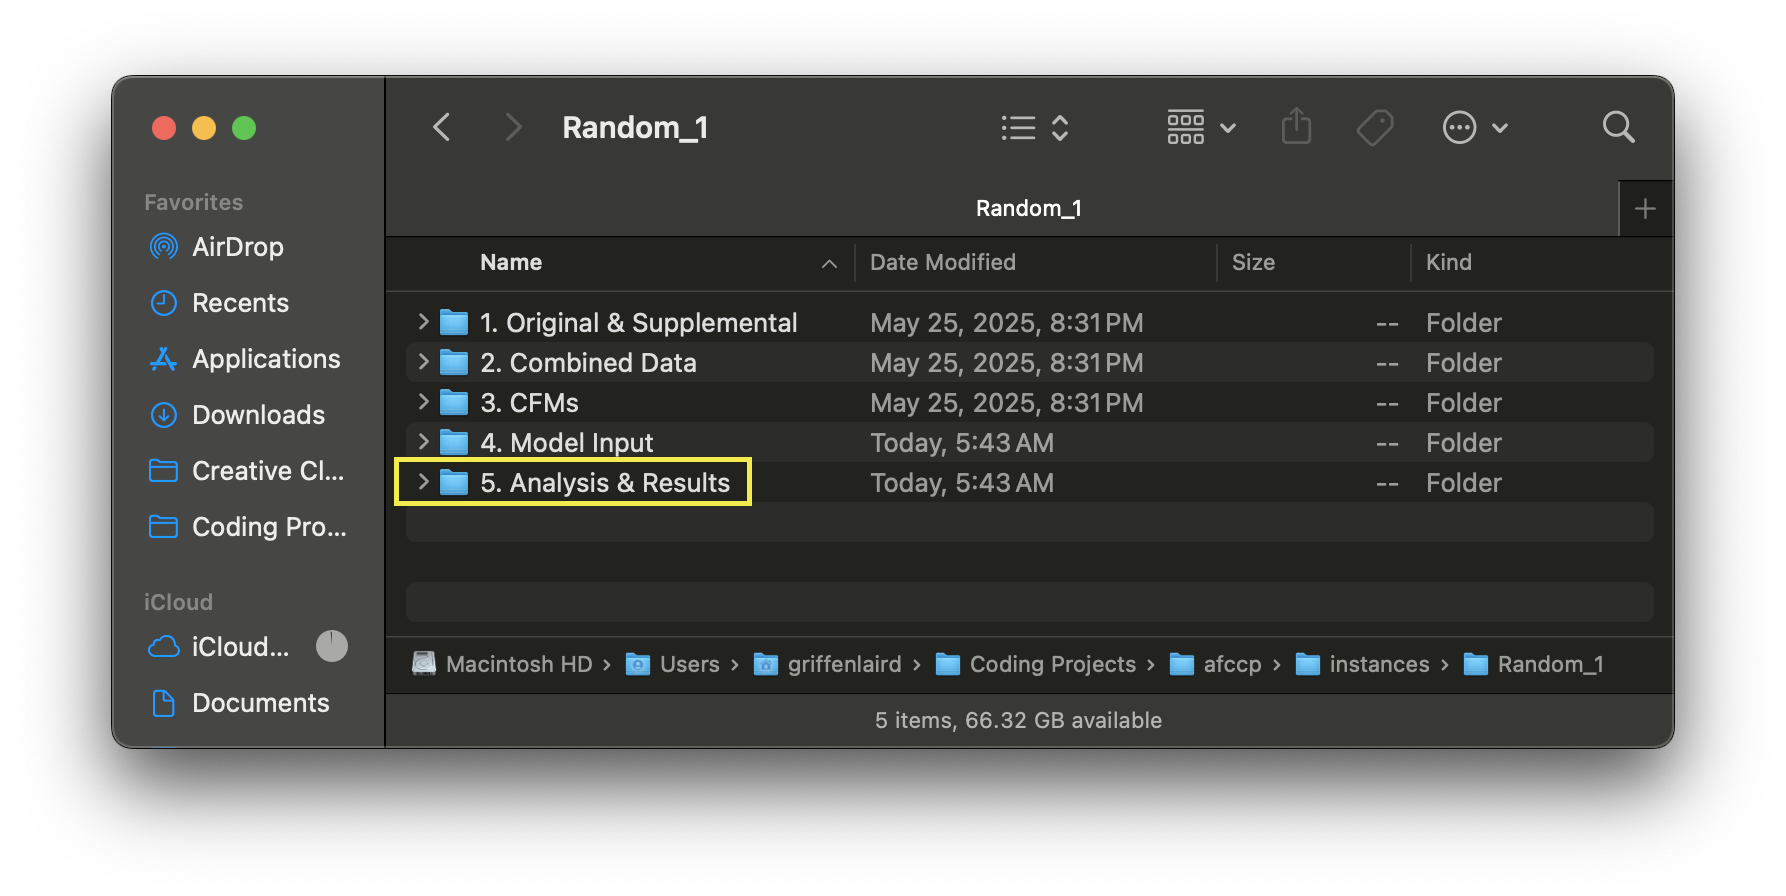 Random_1
Random_1
Favorites
AirDrop
Recents
Applications
Downloads
Creative Cl...
Coding Pro...
iCloud
iCloud...
Documents
Name Date Modified Size Kind
1. Original & Supplemental May 25, 2025, 8:31 PM -- Folder
2. Combined Data May 25, 2025, 8:31 PM -- Folder
3. CFMs May 25, 2025, 8:31 PM -- Folder
4. Model Input Today, 5:43 AM -- Folder
5. Analysis & Results Today, 5:43 AM -- Folder
Macintosh HD › Users › griffenlaird › Coding Projects › afccp › instances › Random_1
5 items, 66.32 GB available